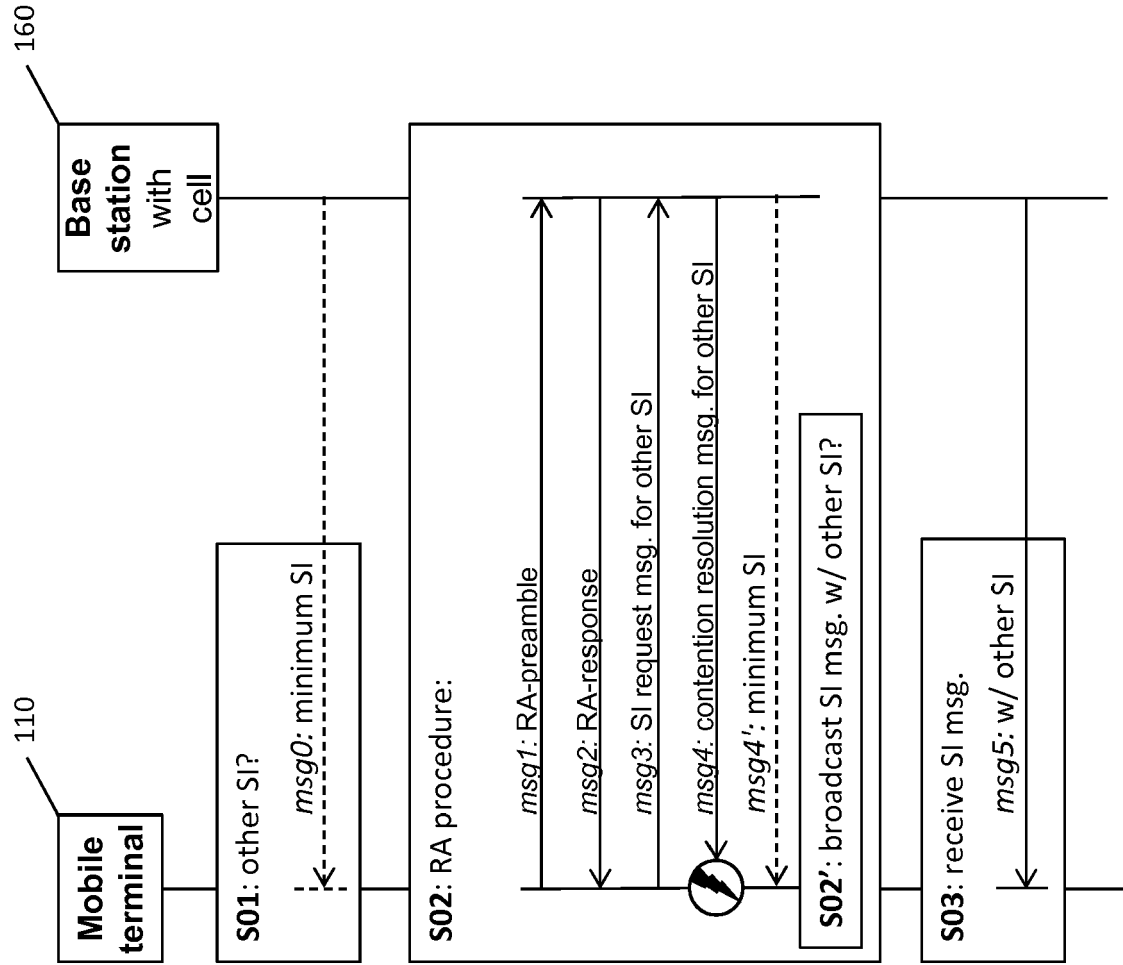 110
160
Mobile
terminal
Base
station
with
cell
S01: other SI?
msg0: minimum SI
S02: RA procedure:
msg1: RA-preamble
msg2: RA-response
msg3: SI request msg. for other SI
msg4: contention resolution msg. for other SI
msg4': minimum SI
S02': broadcast SI msg. w/ other SI?
S03: receive SI msg.
msg5: w/ other SI